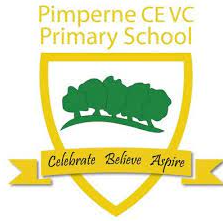 Pimperne CE VC
Primary School
Celebrate Believe Aspire